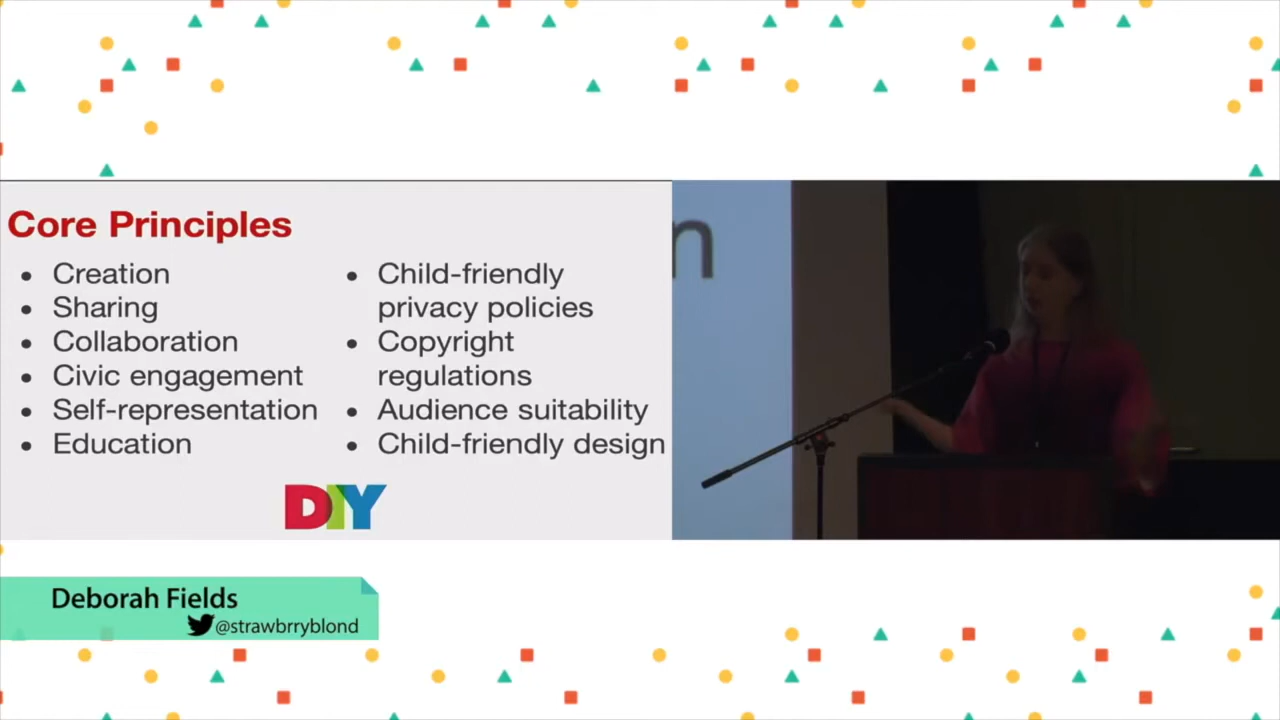 Core Principles
• Creation
• Sharing
• Collaboration
• Civic engagement
• Self-representation
• Education
• Child-friendly
privacy policies
• Copyright
regulations
• Audience suitability
• Child-friendly design
DIY
n
Deborah Fields
@strawbrryblond